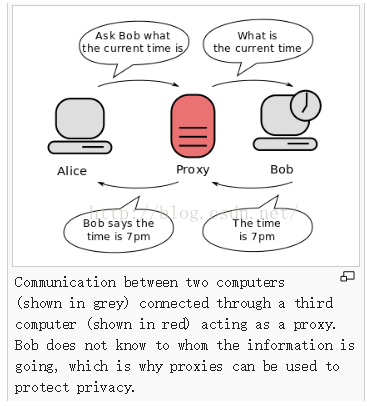 Ask Bob what
the current time is
What is
the current time
Alice
Proxy
Bob
http://blog.csdn.net/
Bob says the
time is 7pm
The time
is 7pm
Communication between two computers
(shown in grey) connected through a third
computer (shown in red) acting as a proxy.
Bob does not know to whom the information is
going, which is why proxies can be used to
protect privacy.